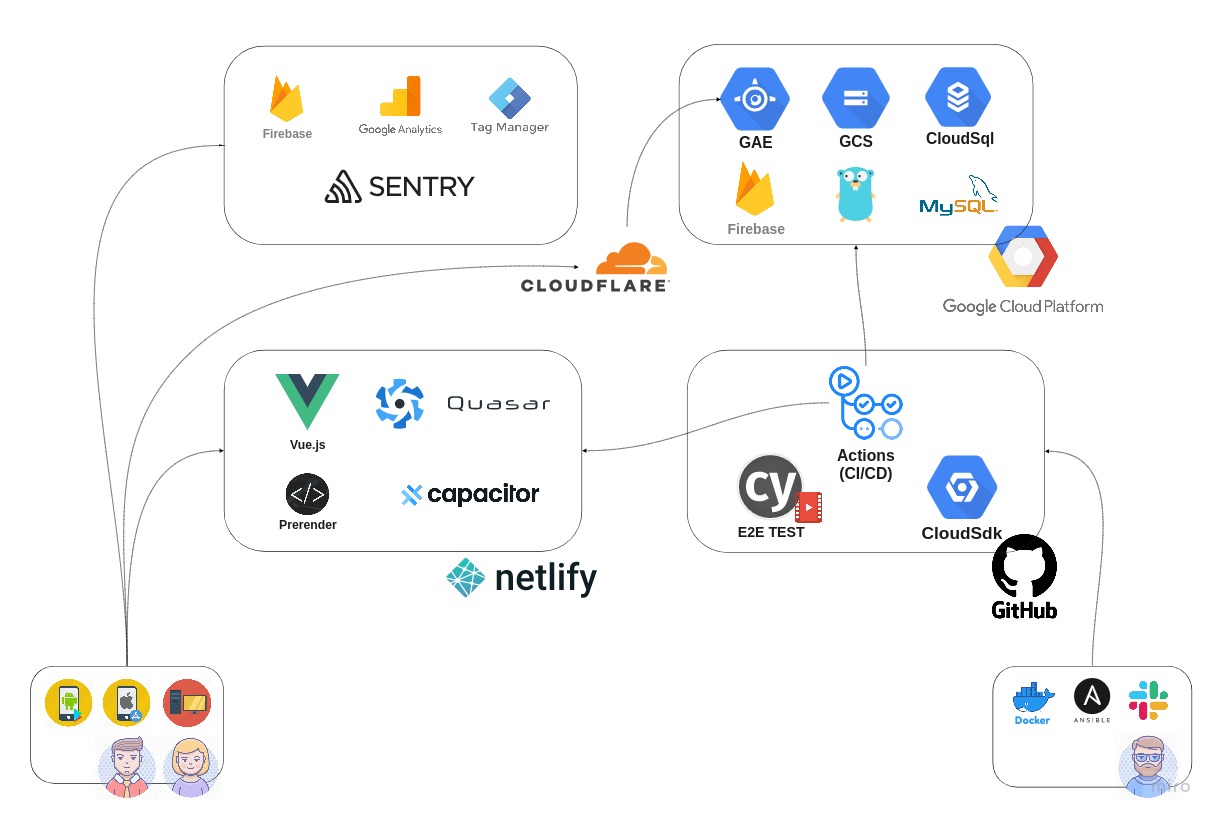 Firebase
Google Analytics
Tag Manager
SENTRY
GAE
GCS
CloudSql
Firebase
MySQL
CLOUDFLARE
Google Cloud Platform
Vue.js
Quasar
</>
Prerender
capacitor
netlify
Actions
(CI/CD)
cy
E2E TEST
CloudSdk
GitHub
Docker
A
ANSIBLE
miro